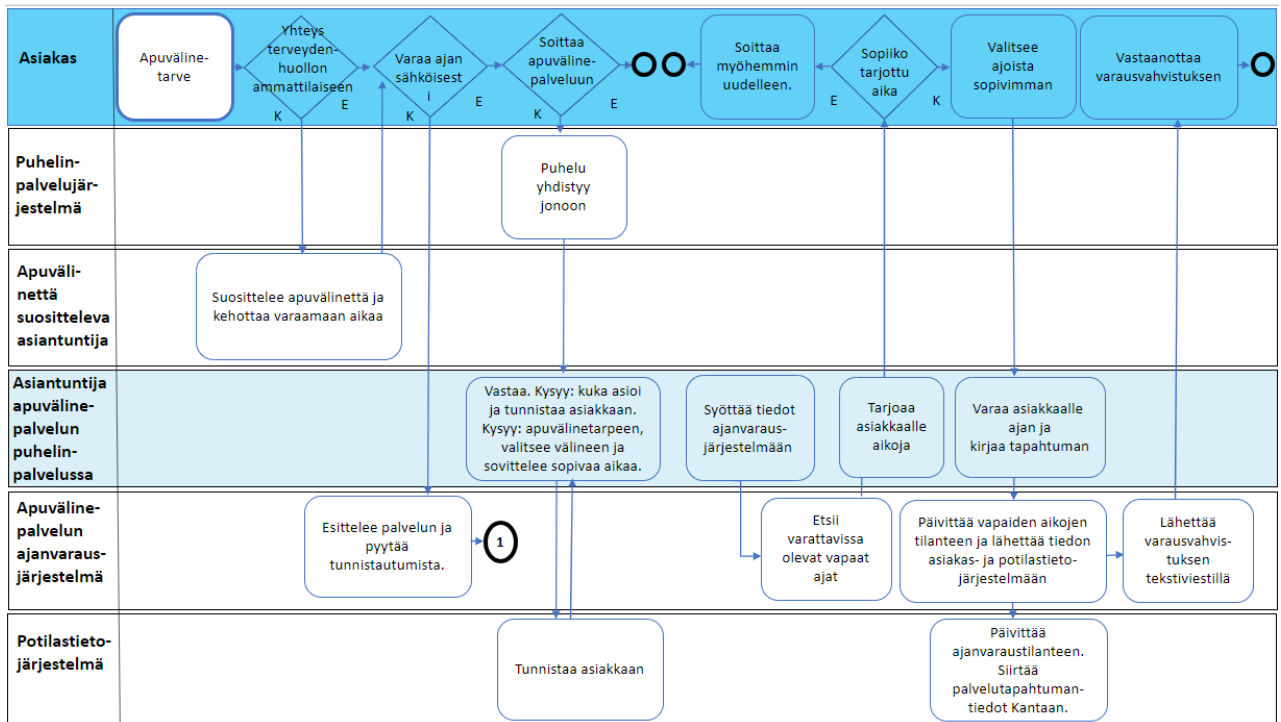 Asiakas
Apuväline-
tarve
Yhteys
terveyden-
huollon
ammattilaiseen
K
E
Varaa ajan
sähköisest
i
K
E
Soittaa
apuväline-
palveluun
K
E
Soittaa
myöhemmin
uudelleen.
Sopiiko
tarjottu
aika
E
K
Valitsee
ajoista
sopivimman
Vastaanottaa
varausvahvistuksen
Puhelin-
palvelujär-
jestelmä
Puhelu
yhdistyy
jonoon
Apuväli-
nettä
suositteleva
asiantuntija
Suosittelee apuvälinettä ja
kehottaa varaamaan aikaa
Asiantuntija
apuväline-
palvelun
puhelin-
palvelussa
Vastaa. Kysyy: kuka asioi
ja tunnistaa asiakkaan.
Kysyy: apuvälinetarpeen,
valitsee välineen ja
sovittelee sopivaa aikaa.
Syöttää tiedot
ajanvaraus-
järjestelmään
Tarjoaa
asiakkaalle
aikoja
Varaa asiakkaalle
ajan ja
kirjaa tapahtuman
Apuväline-
palvelun
ajanvaraus-
järjestelmä
Esittelee palvelun ja
pyytää
tunnistautumista.
1
Etsii
varattavissa
olevat vapaat
ajat
Päivittää vapaiden aikojen
tilanteen ja lähettää tiedon
asiakas- ja potilastieto-
järjestelmään
Lähettää
varausvahvis-
tuksen
tekstiviestillä
Potilastieto-
järjestelmä
Tunnistaa asiakkaan
Päivittää
ajanvaraustilanteen.
Siirtää
palvelutapahtuman-
tiedot Kantaan.